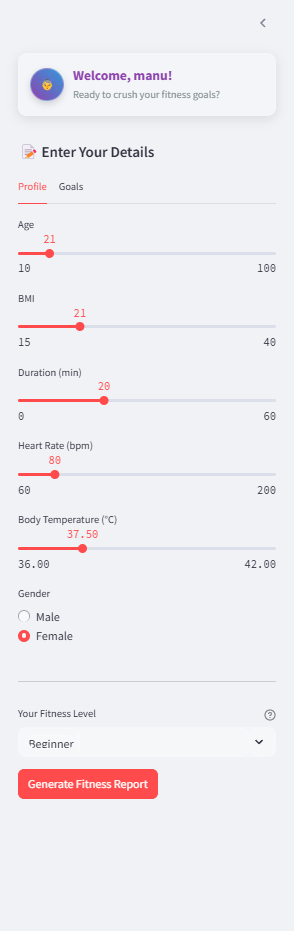 Welcome, manu!
Ready to crush your fitness goals?
📝 Enter Your Details
Profile Goals
Age
21
10 100
BMI
21
15 40
Duration (min)
20
0 60
Heart Rate (bpm)
80
60 200
Body Temperature (°C)
37.50
36.00 42.00
Gender
Male
Female
Your Fitness Level
Beginner
Generate Fitness Report